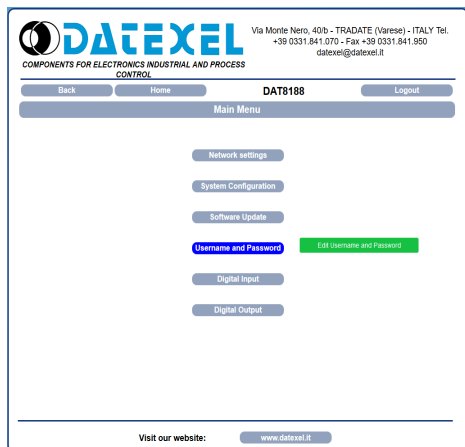 DATEXEL
COMPONENTS FOR ELECTRONICS INDUSTRIAL AND PROCESS
CONTROL
Via Monte Nero, 40/b - TRADATE (Varese) - ITALY Tel.
+39 0331.841.070 - Fax +39 0331.841.950
datexel@datexel.it
Back Home DAT8188 Logout
Main Menu
Network settings
System Configuration
Software Update
Username and Password Edit Username and Password
Digital Input
Digital Output
Visit our website: www.datexel.it